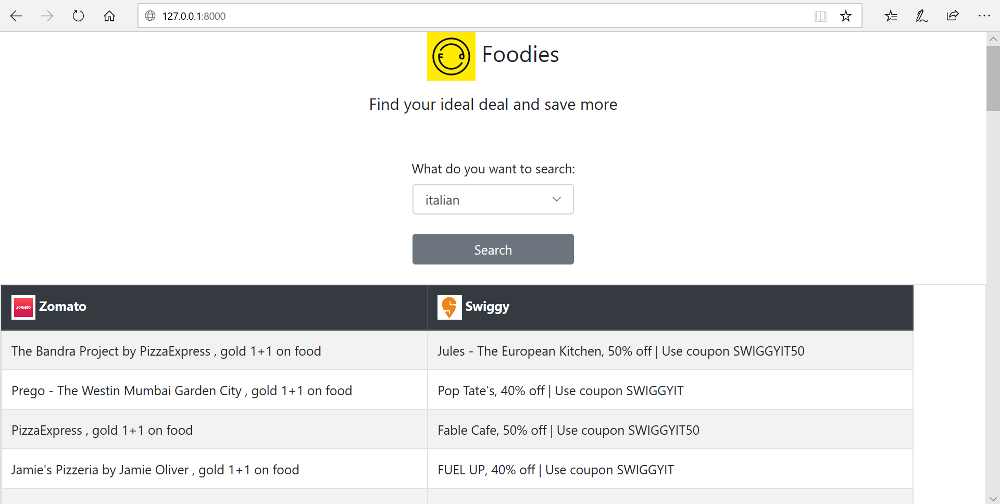 127.0.0.1:8000
Foodies
Find your ideal deal and save more
What do you want to search:
italian
Search
zomato Zomato
Swiggy
The Bandra Project by PizzaExpress , gold 1+1 on food
Jules - The European Kitchen, 50% off | Use coupon SWIGGYIT50
Prego - The Westin Mumbai Garden City , gold 1+1 on food
Pop Tate's, 40% off | Use coupon SWIGGYIT
PizzaExpress , gold 1+1 on food
Fable Cafe, 50% off | Use coupon SWIGGYIT50
Jamie's Pizzeria by Jamie Oliver , gold 1+1 on food
FUEL UP, 40% off | Use coupon SWIGGYIT